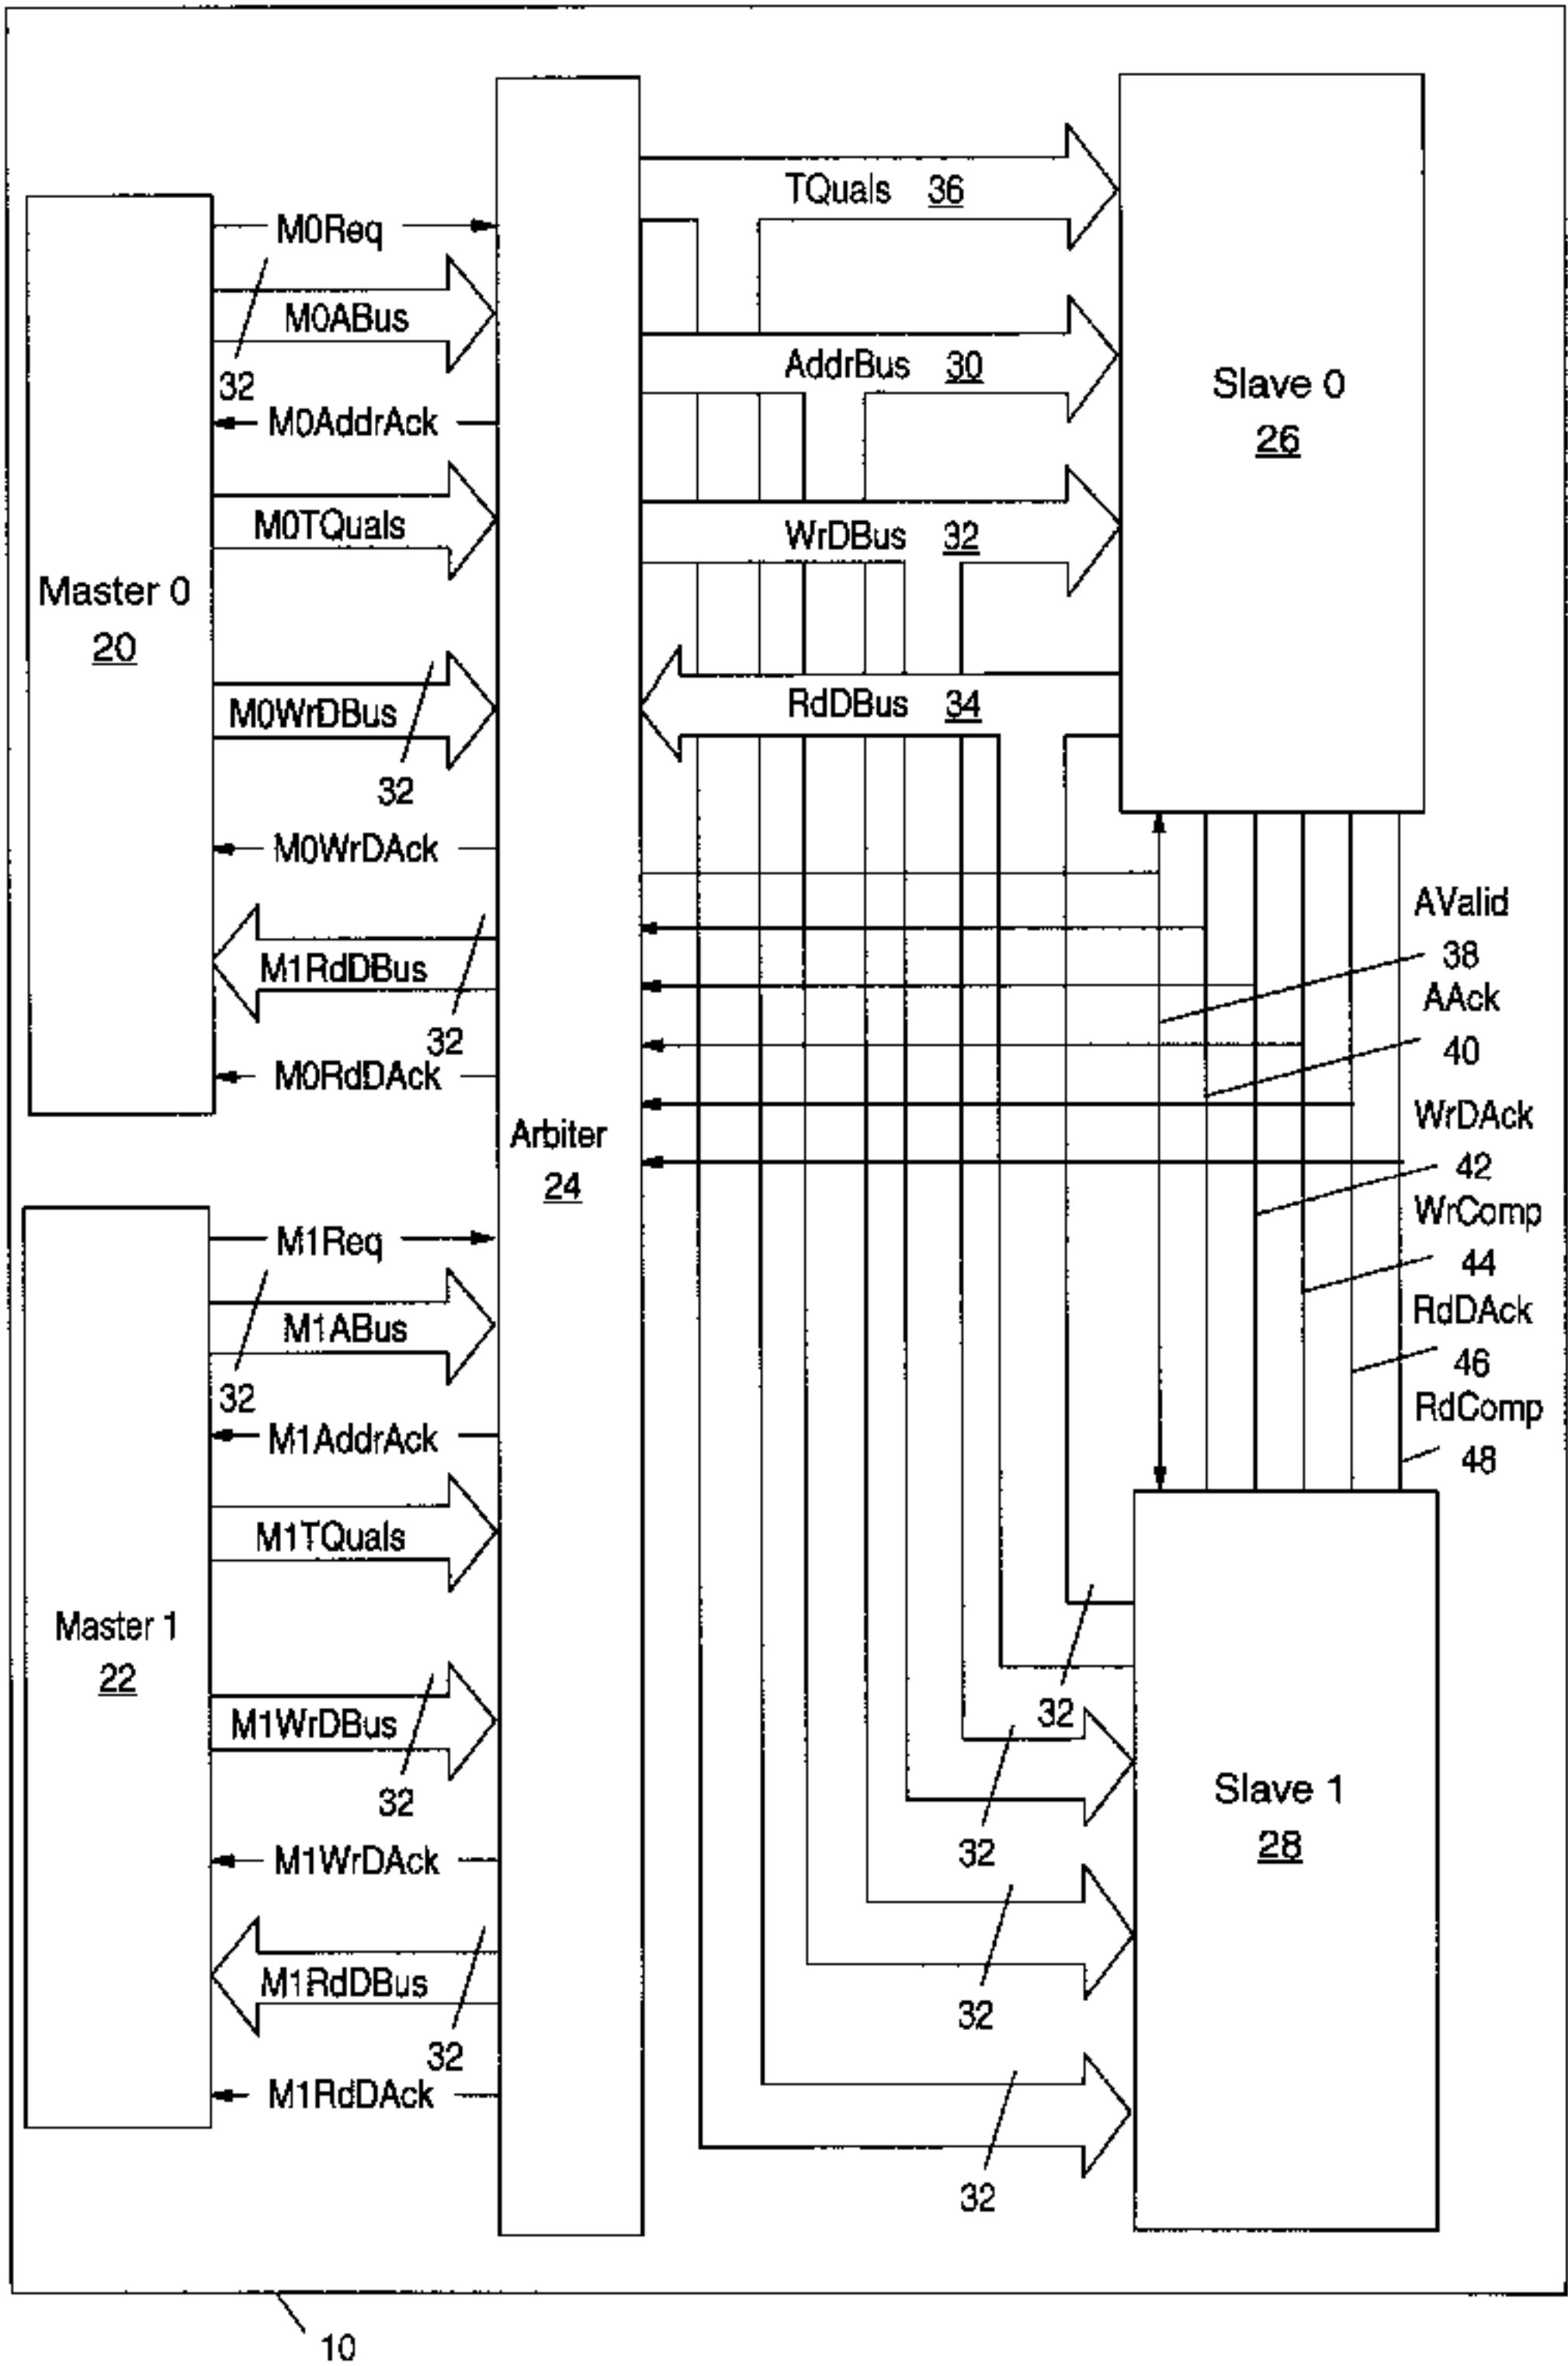 M0Req
M0ABus
32
M0AddrAck
M0TQuals
Master 0
20
M0WrDBus
32
M0WrDAck
M1RdDBus
32
M0RdDAck
Arbiter
24
M1Req
M1ABus
32
M1AddrAck
M1TQuals
Master 1
22
M1WrDBus
32
M1WrDAck
M1RdDBus
32
M1RdDAck
TQuals 36
AddrBus 30
WrDBus 32
RdDBus 34
Slave 0
26
AValid
38
AAck
40
WrDAck
42
WrComp
44
RdDAck
46
RdComp
48
32
32
32
32
Slave 1
28
10